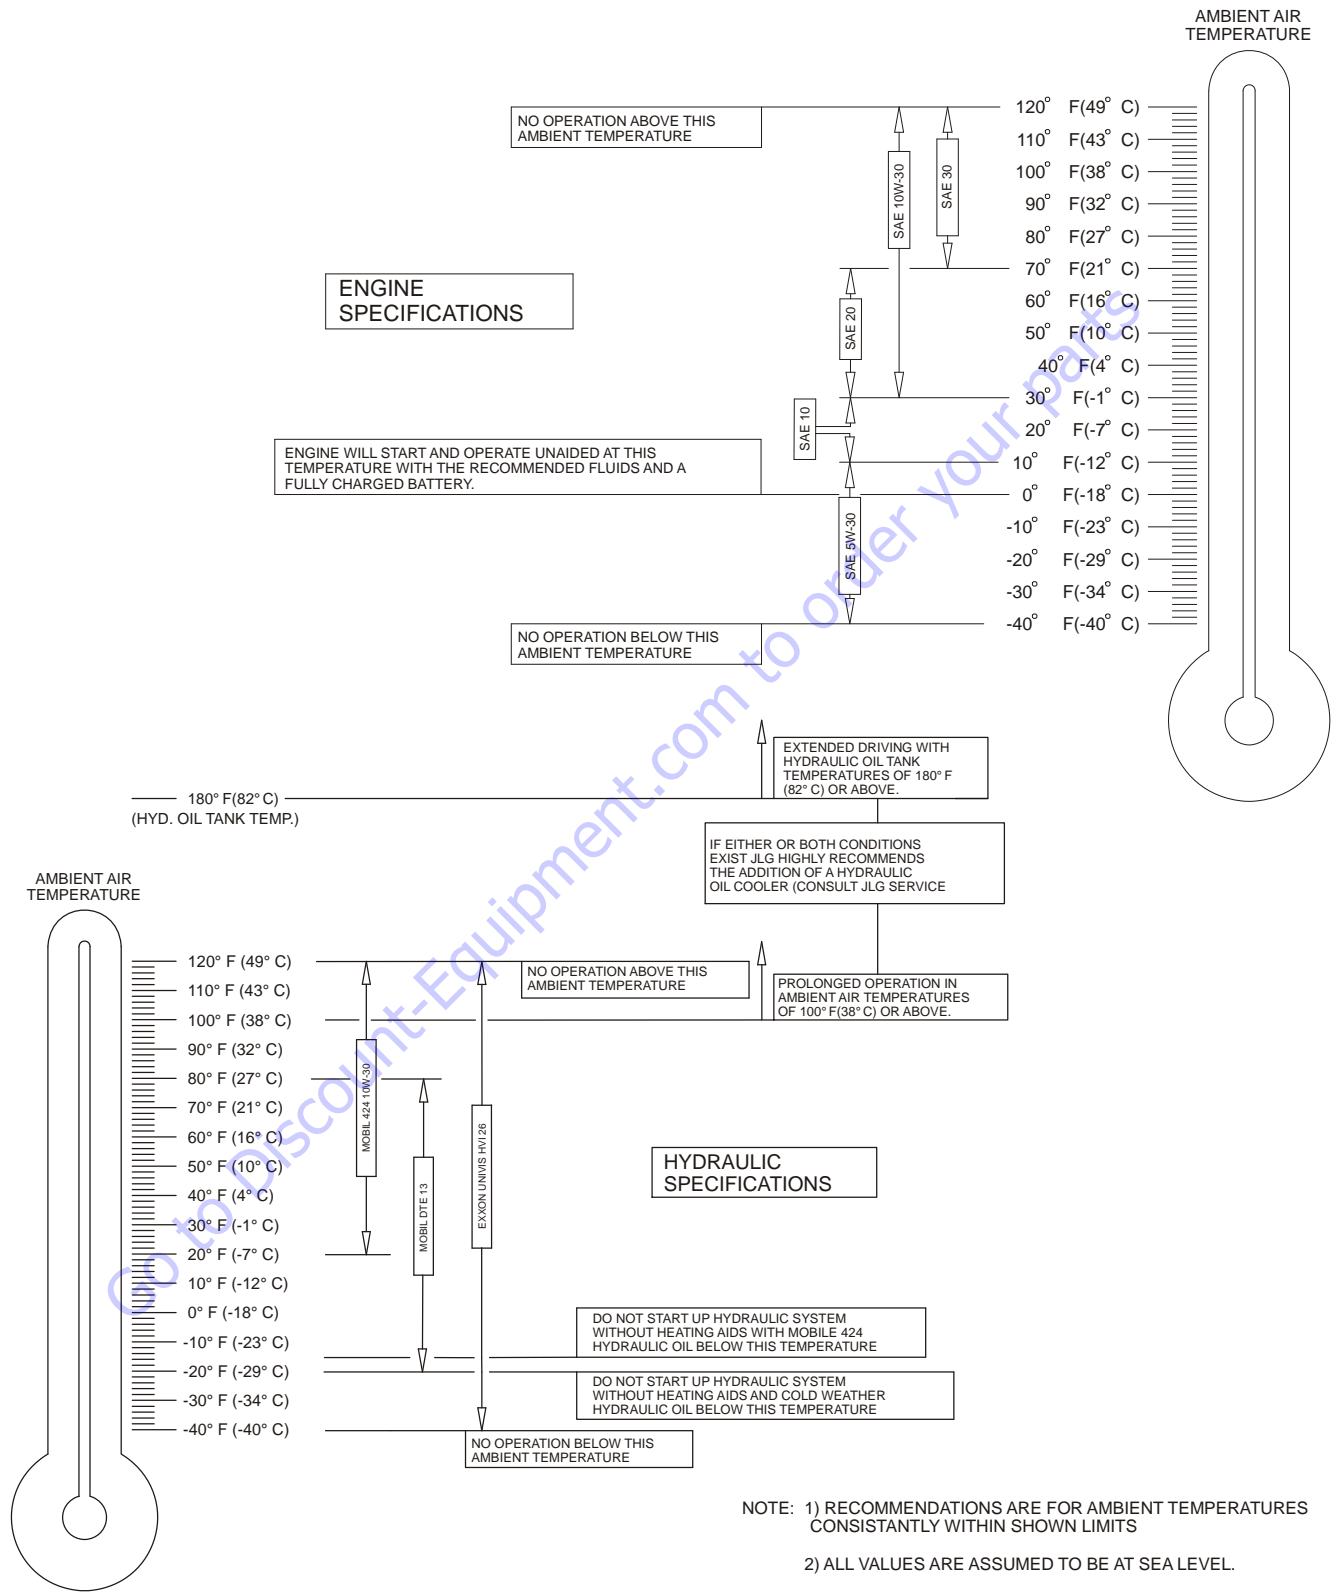 AMBIENT AIR
TEMPERATURE
120° F(49° C)
110° F(43° C)
100° F(38° C)
90° F(32° C)
80° F(27° C)
70° F(21° C)
60° F(16° C)
50° F(10° C)
40° F(4° C)
30° F(-1° C)
20° F(-7° C)
10° F(-12° C)
0° F(-18° C)
-10° F(-23° C)
-20° F(-29° C)
-30° F(-34° C)
-40° F(-40° C)
NO OPERATION ABOVE THIS
AMBIENT TEMPERATURE
SAE 10W-30
SAE 30
ENGINE
SPECIFICATIONS
SAE 20
SAE 10
ENGINE WILL START AND OPERATE UNAIDED AT THIS
TEMPERATURE WITH THE RECOMMENDED FLUIDS AND A
FULLY CHARGED BATTERY.
SAE 5W-30
NO OPERATION BELOW THIS
AMBIENT TEMPERATURE
EXTENDED DRIVING WITH
HYDRAULIC OIL TANK
TEMPERATURES OF 180° F
(82° C) OR ABOVE.
180° F(82° C)
(HYD. OIL TANK TEMP.)
IF EITHER OR BOTH CONDITIONS
EXIST JLG HIGHLY RECOMMENDS
THE ADDITION OF A HYDRAULIC
OIL COOLER (CONSULT JLG SERVICE
AMBIENT AIR
TEMPERATURE
120° F (49° C)
110° F (43° C)
100° F (38° C)
90° F (32° C)
80° F (27° C)
70° F (21° C)
60° F (16° C)
50° F (10° C)
40° F (4° C)
30° F (-1° C)
20° F (-7° C)
10° F (-12° C)
0° F (-18° C)
-10° F (-23° C)
-20° F (-29° C)
-30° F (-34° C)
-40° F (-40° C)
NO OPERATION ABOVE THIS
AMBIENT TEMPERATURE
PROLONGED OPERATION IN
AMBIENT AIR TEMPERATURES
OF 100° F(38° C) OR ABOVE.
MOBIL 424 10W-30
MOBIL DTE 13
EXXON UNIVIS HVI 26
HYDRAULIC
SPECIFICATIONS
DO NOT START UP HYDRAULIC SYSTEM
WITHOUT HEATING AIDS WITH MOBILE 424
HYDRAULIC OIL BELOW THIS TEMPERATURE
DO NOT START UP HYDRAULIC SYSTEM
WITHOUT HEATING AIDS AND COLD WEATHER
HYDRAULIC OIL BELOW THIS TEMPERATURE
NO OPERATION BELOW THIS
AMBIENT TEMPERATURE
NOTE: 1) RECOMMENDATIONS ARE FOR AMBIENT TEMPERATURES
CONSISTANTLY WITHIN SHOWN LIMITS
2) ALL VALUES ARE ASSUMED TO BE AT SEA LEVEL.
Go to Discount-Equipment.com to order your parts